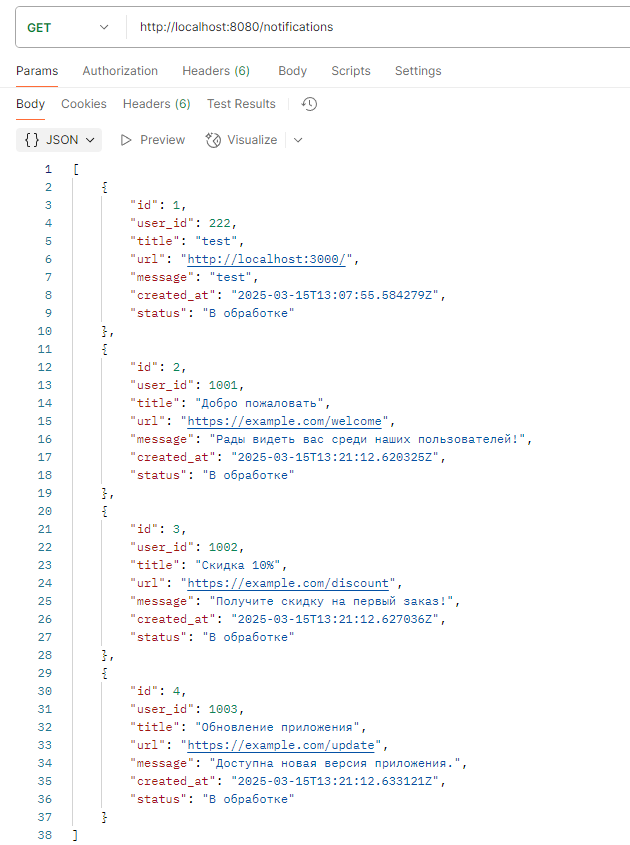 GET http://localhost:8080/notifications
Params Authorization Headers (6) Body Scripts Settings
Body Cookies Headers (6) Test Results
{} JSON Preview Visualize
1 [
2 {
3 "id": 1,
4 "user_id": 222,
5 "title": "test",
6 "url": "http://localhost:3000/",
7 "message": "test",
8 "created_at": "2025-03-15T13:07:55.584279Z",
9 "status": "В обработке"
10 },
11 {
12 "id": 2,
13 "user_id": 1001,
14 "title": "Добро пожаловать",
15 "url": "https://example.com/welcome",
16 "message": "Рады видеть вас среди наших пользователей!",
17 "created_at": "2025-03-15T13:21:12.620325Z",
18 "status": "В обработке"
19 },
20 {
21 "id": 3,
22 "user_id": 1002,
23 "title": "Скидка 10%",
24 "url": "https://example.com/discount",
25 "message": "Получите скидку на первый заказ!",
26 "created_at": "2025-03-15T13:21:12.627036Z",
27 "status": "В обработке"
28 },
29 {
30 "id": 4,
31 "user_id": 1003,
32 "title": "Обновление приложения",
33 "url": "https://example.com/update",
34 "message": "Доступна новая версия приложения.",
35 "created_at": "2025-03-15T13:21:12.633121Z",
36 "status": "В обработке"
37 }
38 ]